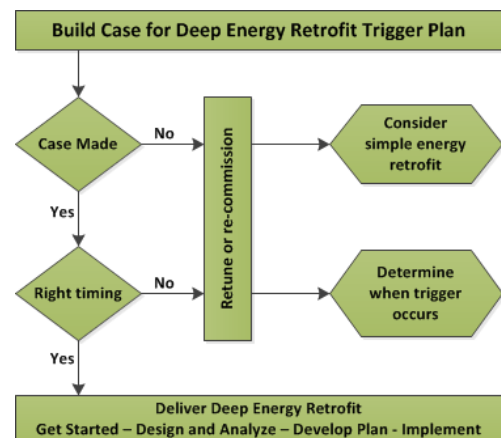 Build Case for Deep Energy Retrofit Trigger Plan
Case Made
No
Retune or re-commission
Consider
simple energy
retrofit
Yes
Right timing
No
Determine
when trigger
occurs
Yes
Deliver Deep Energy Retrofit
Get Started – Design and Analyze – Develop Plan - Implement